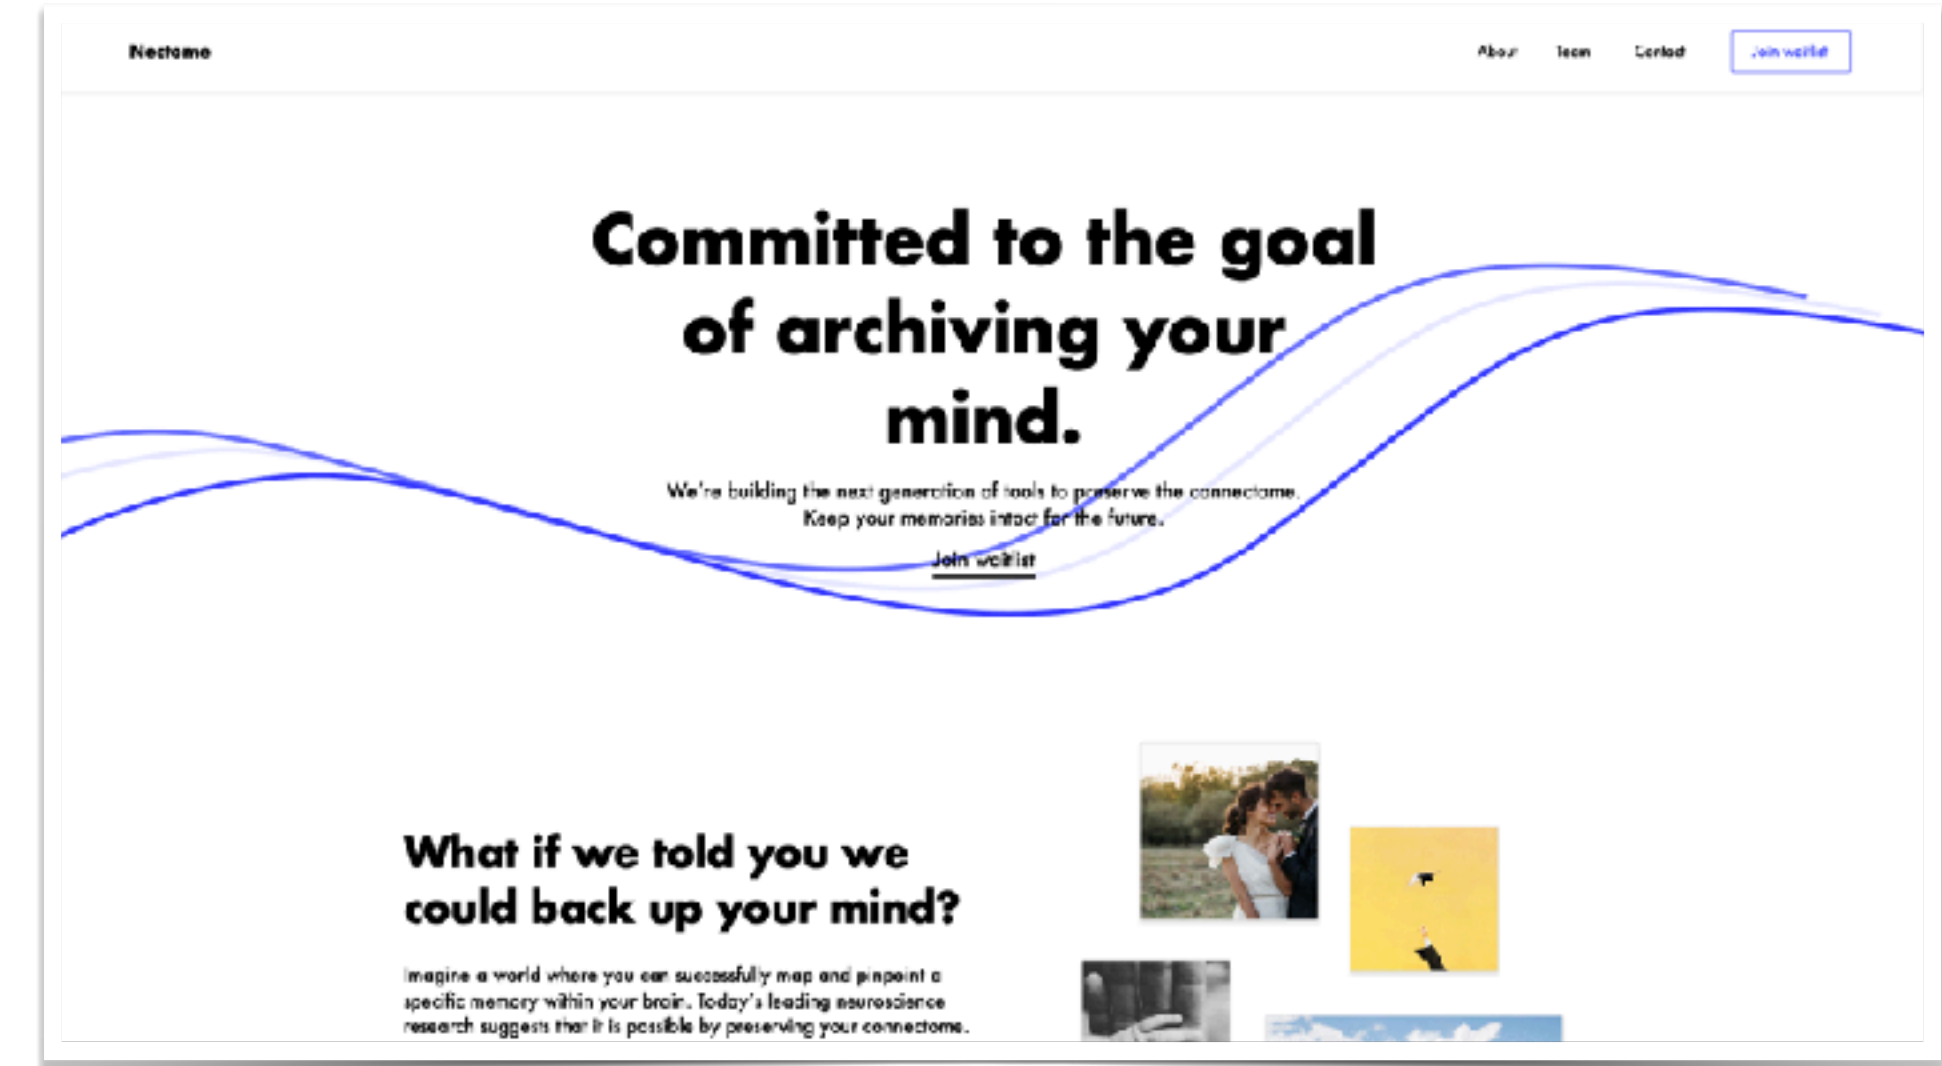 Nectome
About Team Contact Join waitlist
Committed to the goal
of archiving your
mind.
We're building the next generation of tools to preserve the connectome.
Keep your memories intact for the future.
Join waitlist
What if we told you we
could back up your mind?
Imagine a world where you can successfully map and pinpoint a
specific memory within your brain. Today's leading neuroscience
research suggests that it is possible by preserving your connectome.